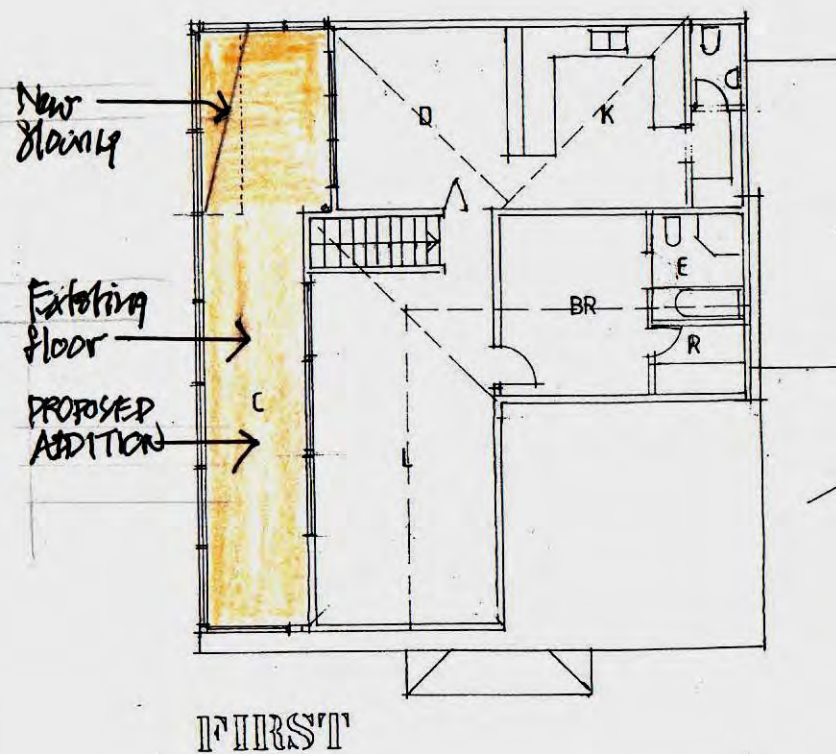 New
flooring
Existing
floor
PROPOSED
ADDITION
D
K
E
BR
R
C
L
FIRST